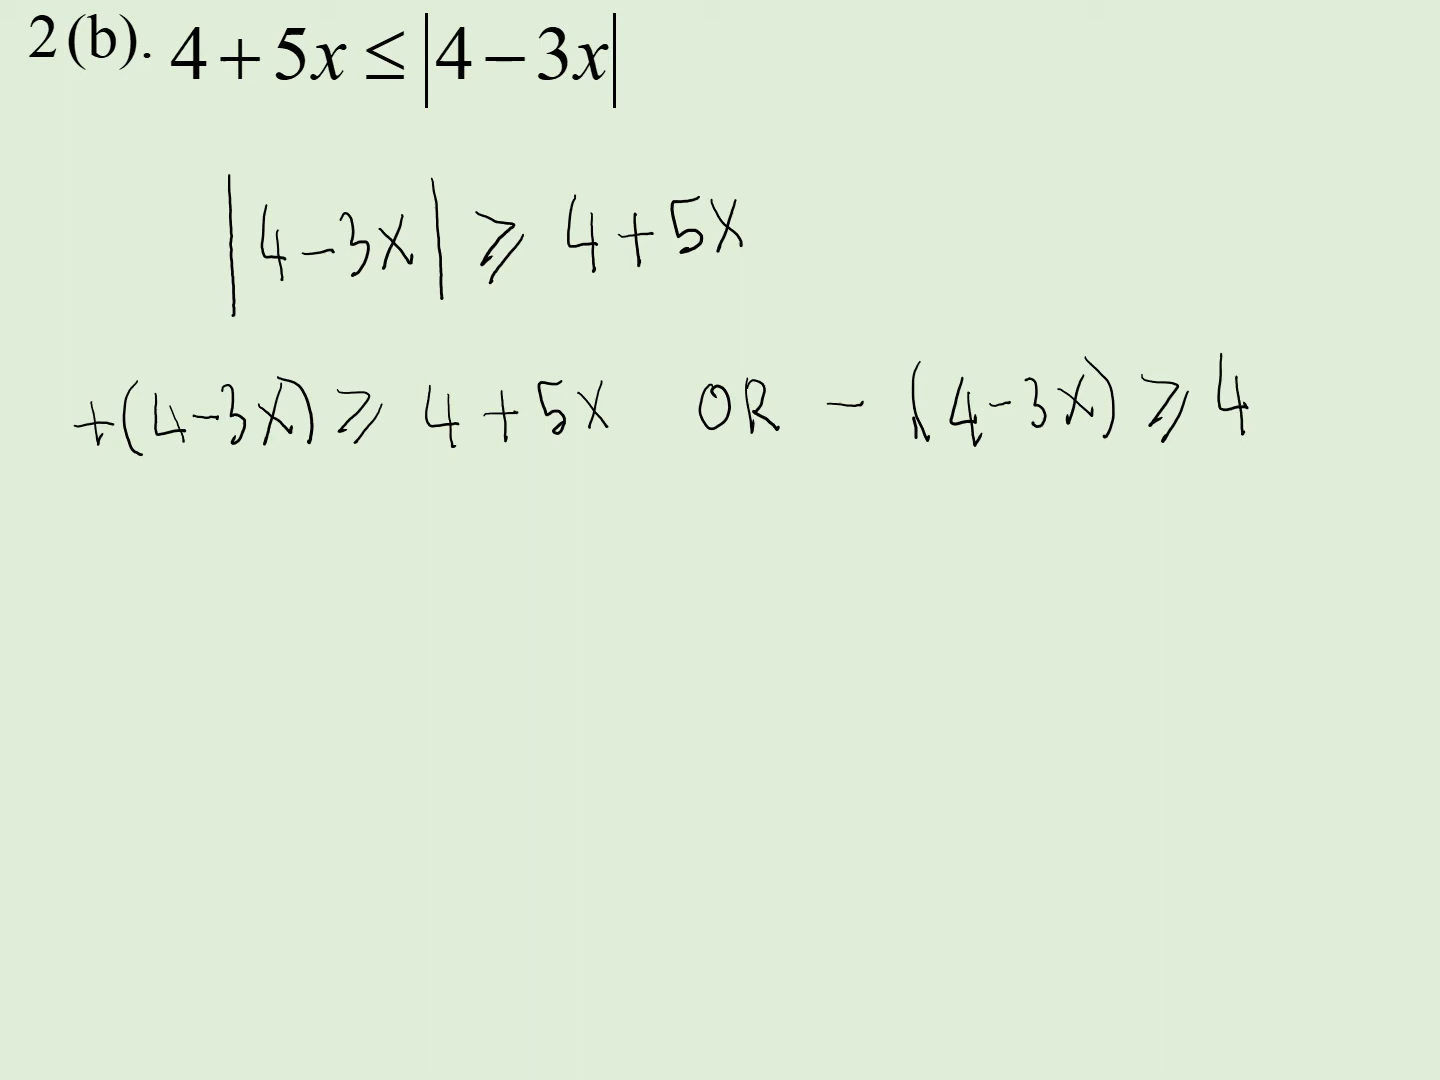 2(b). 4+5x≤|4−3x|
|4-3x| ≥ 4+5x
+(4-3x) ≥ 4+5x OR -(4-3x) ≥ 4